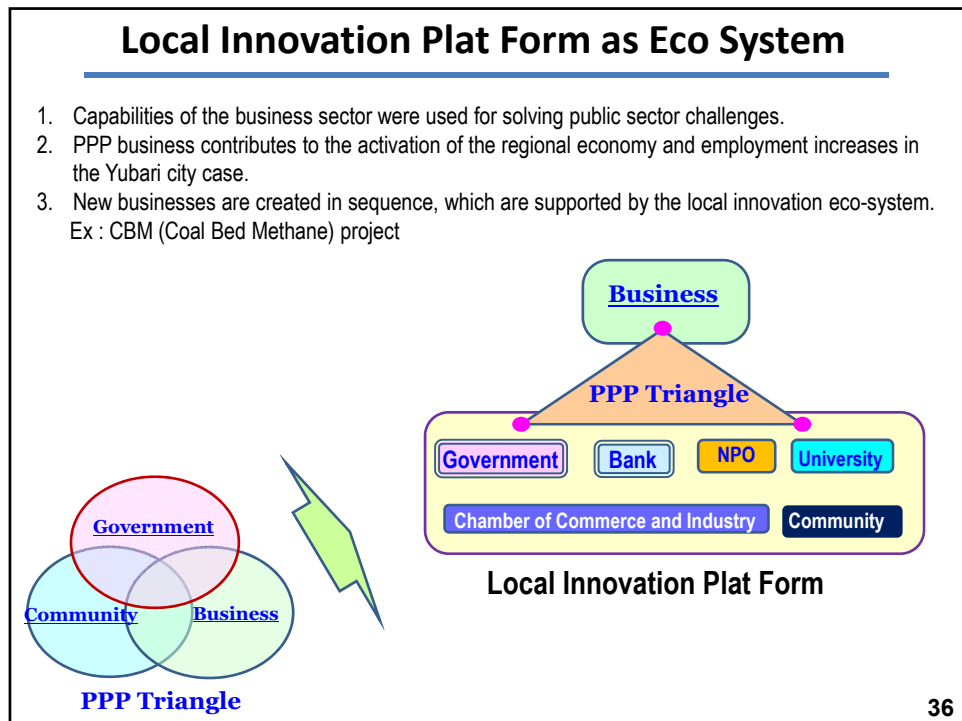 Local Innovation Plat Form as Eco System
1. Capabilities of the business sector were used for solving public sector challenges.
2. PPP business contributes to the activation of the regional economy and employment increases in
the Yubari city case.
3. New businesses are created in sequence, which are supported by the local innovation eco-system.
Ex : CBM (Coal Bed Methane) project
Business
PPP Triangle
Government
Bank
NPO
University
Chamber of Commerce and Industry
Community
Local Innovation Plat Form
Government
Community
Business
PPP Triangle
36